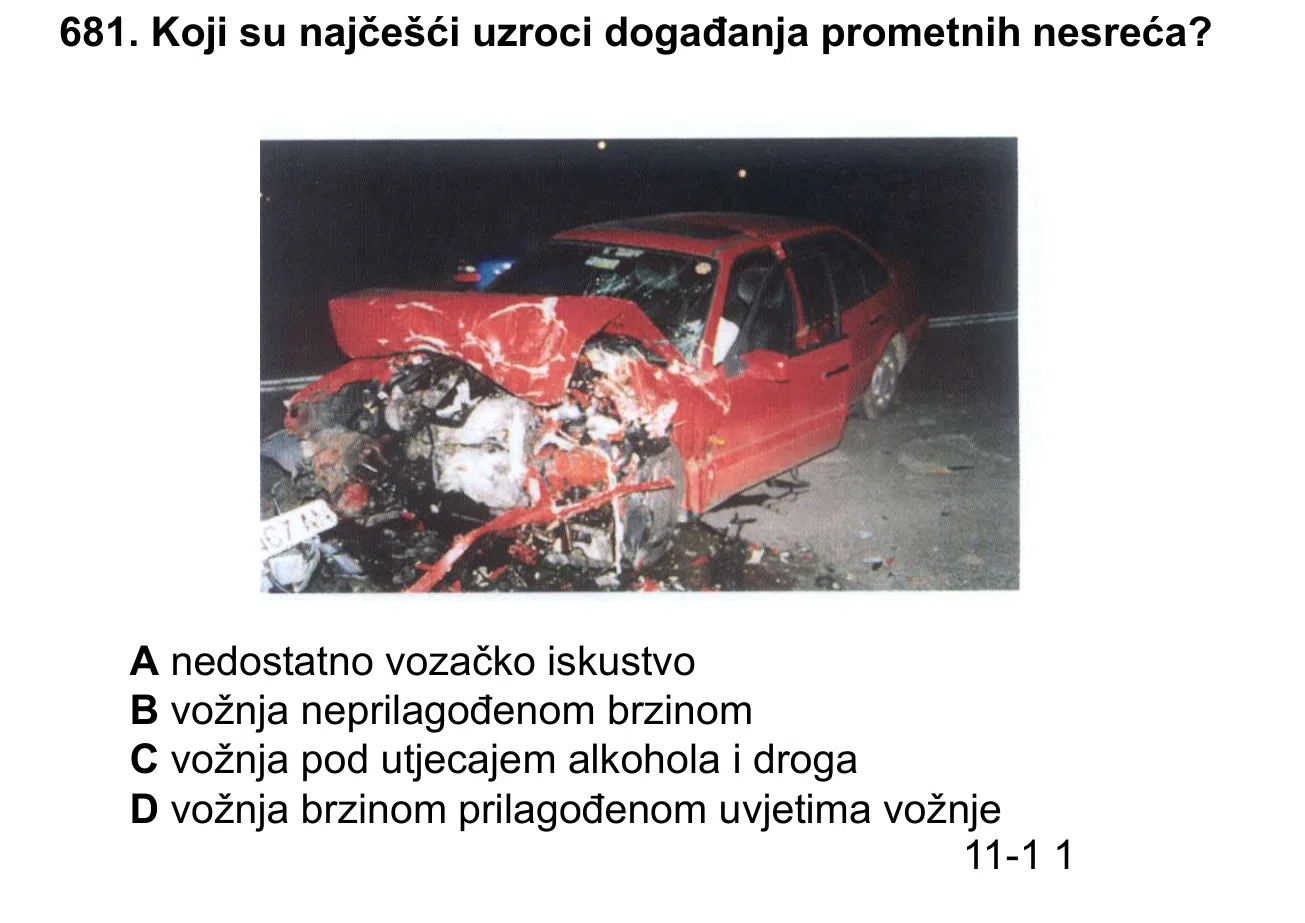 681. Koji su najčešći uzroci događanja prometnih nesreća?
A nedostatno vozačko iskustvo
B vožnja neprilagođenom brzinom
C vožnja pod utjecajem alkohola i droga
D vožnja brzinom prilagođenom uvjetima vožnje
11-1 1